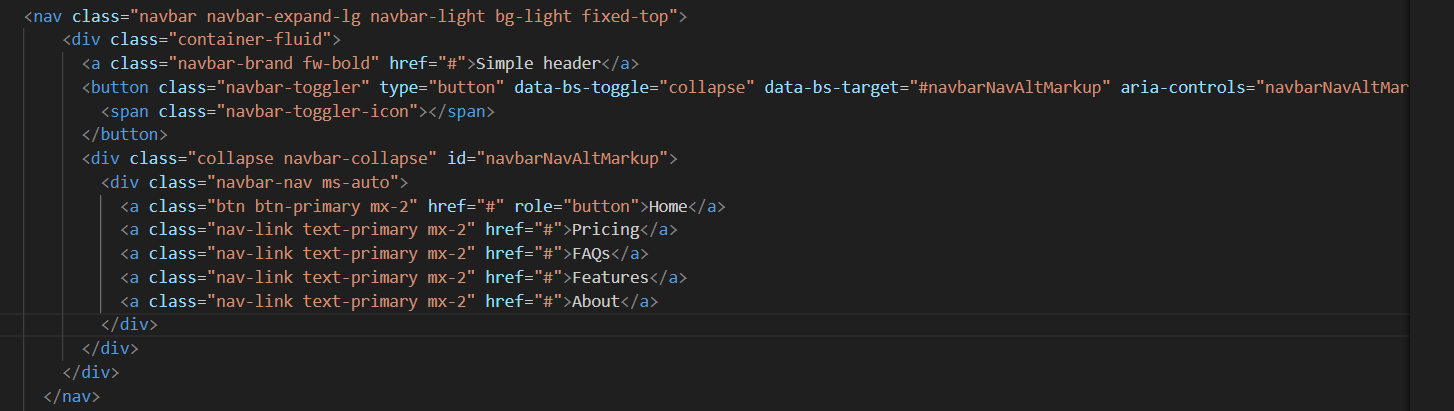 <nav class="navbar navbar-expand-lg navbar-light bg-light fixed-top">
<div class="container-fluid">
<a class="navbar-brand fw-bold" href="#">Simple header</a>
<button class="navbar-toggler" type="button" data-bs-toggle="collapse" data-bs-target="#navbarNavAltMarkup" aria-controls="navbarNavAltMar
<span class="navbar-toggler-icon"></span>
</button>
<div class="collapse navbar-collapse" id="navbarNavAltMarkup">
<div class="navbar-nav ms-auto">
<a class="btn btn-primary mx-2" href="#" role="button">Home</a>
<a class="nav-link text-primary mx-2" href="#">Pricing</a>
<a class="nav-link text-primary mx-2" href="#">FAQs</a>
<a class="nav-link text-primary mx-2" href="#">Features</a>
<a class="nav-link text-primary mx-2" href="#">About</a>
</div>
</div>
</div>
</nav>